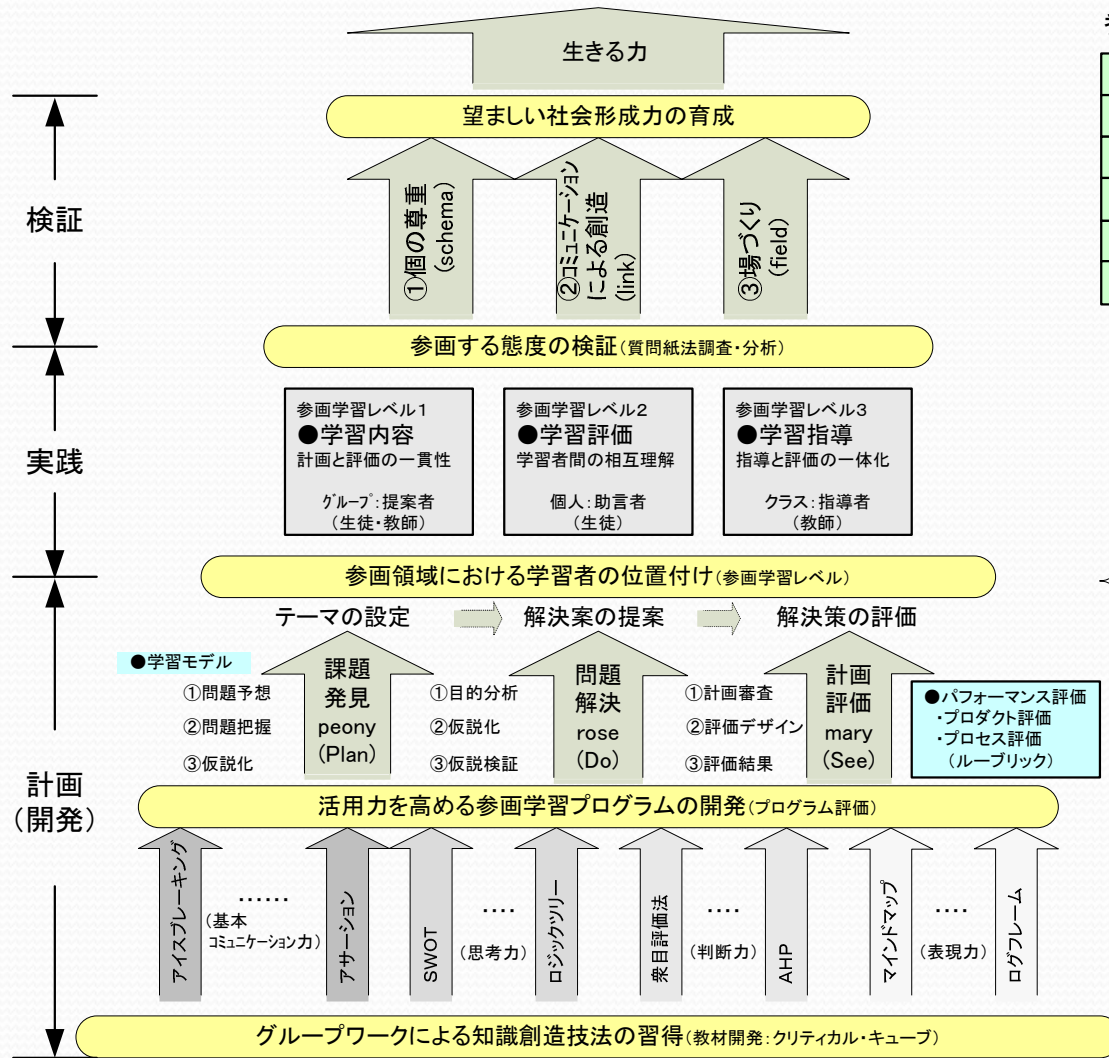 生きる力
望ましい社会形成力の育成
検証
①個の尊重
(schema)
②コミュニケーション
による創造
(link)
③場づくり
(field)
参画する態度の検証(質問紙法調査・分析)
実践
参画学習レベル1
●学習内容
計画と評価の一貫性
グループ:提案者
(生徒・教師)
参画学習レベル2
●学習評価
学習者間の相互理解
個人:助言者
(生徒)
参画学習レベル3
●学習指導
指導と評価の一体化
クラス:指導者
(教師)
参画領域における学習者の位置付け(参画学習レベル)
テーマの設定
解決案の提案
解決策の評価
計画
(開発)
●学習モデル
①問題予想
②問題把握
③仮説化
課題
発見
peony
(Plan)
①目的分析
②仮説化
③仮説検証
問題
解決
rose
(Do)
①計画審査
②評価デザイン
③評価結果
計画
評価
mary
(See)
●パフォーマンス評価
・プロダクト評価
・プロセス評価
(ルーブリック)
活用力を高める参画学習プログラムの開発(プログラム評価)
アイスブレーキング
……
(基本
コミュニケーション力)
アサーション
SWOT
‥‥
(思考力)
ロジックツリー
衆目評価法
‥‥
(判断力)
AHP
マインドマップ
‥‥
(表現力)
ログフレーム
グループワークによる知識創造技法の習得(教材開発:クリティカル・キューブ)